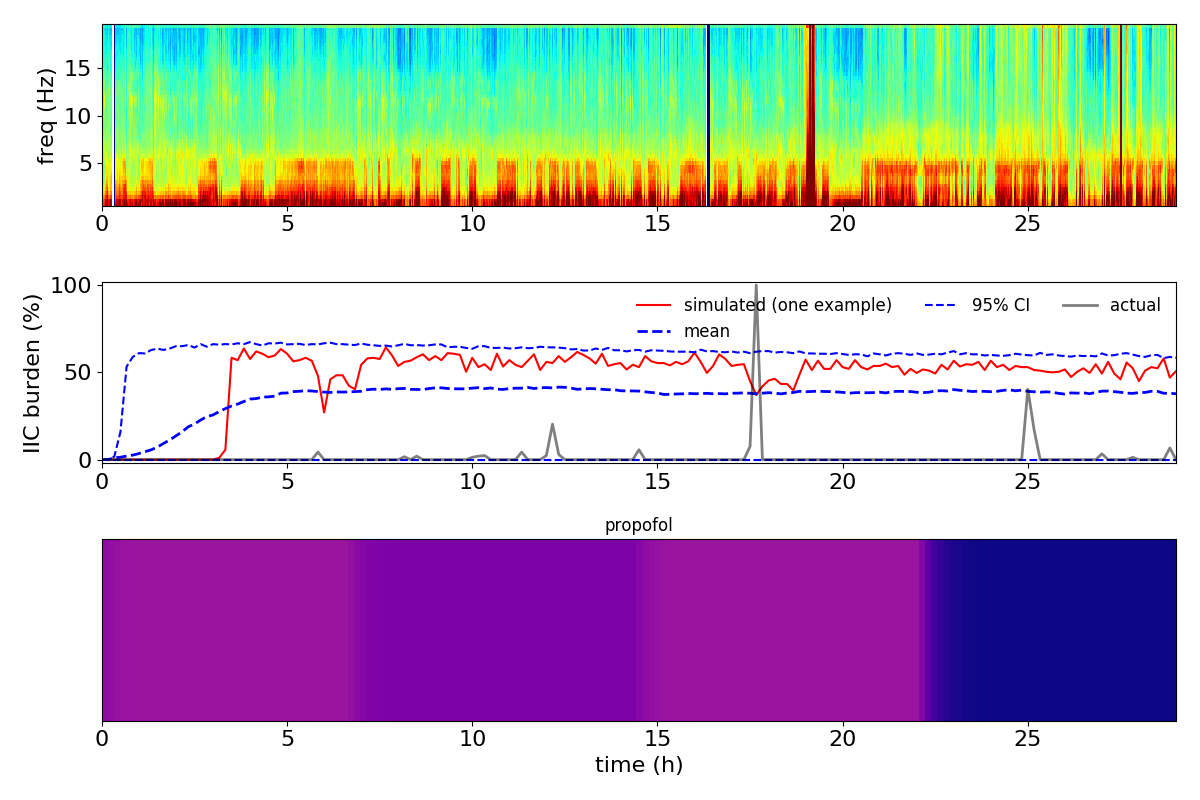 freq (Hz)
15
10
5
0 5 10 15 20 25
IIC burden (%)
100
50
0
simulated (one example) 95% CI actual
mean
0 5 10 15 20 25
propofol
0 5 10 15 20 25
time (h)